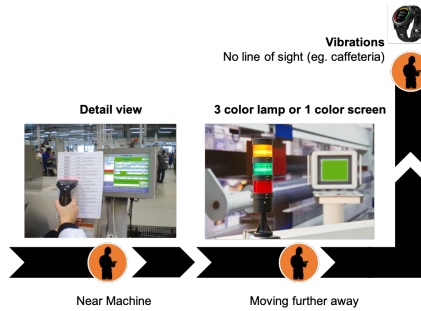 Vibrations
No line of sight (eg. caffeteria)
Detail view
3 color lamp or 1 color screen
Near Machine
Moving further away